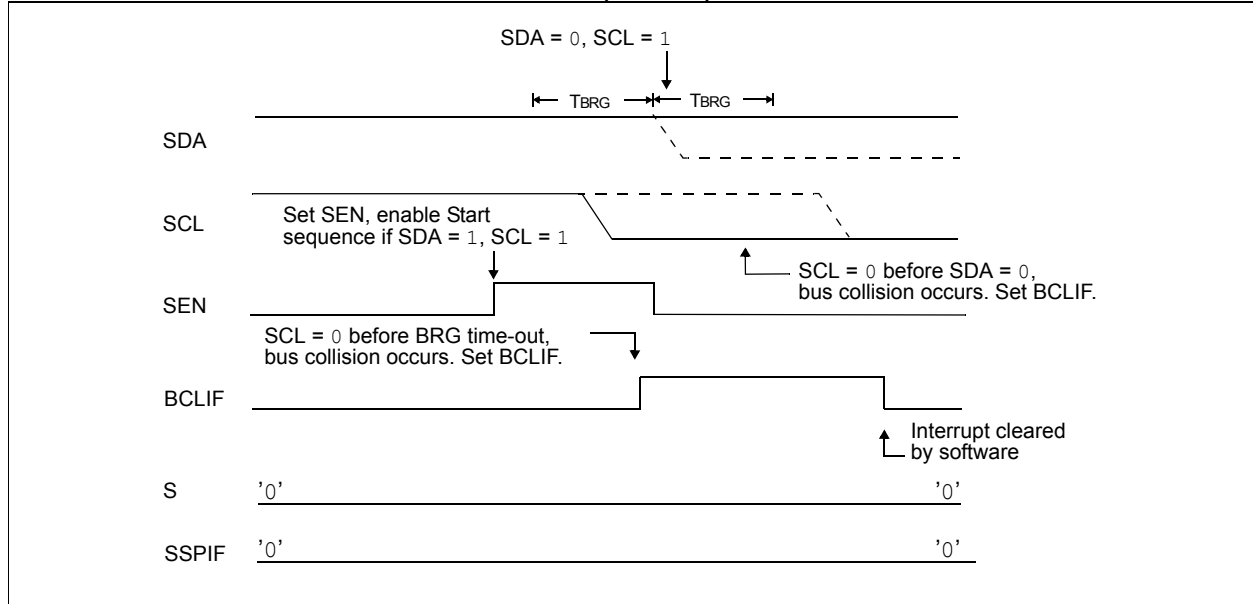 SDA = 0, SCL = 1
TBRG TBRG
SDA
SCL
Set SEN, enable Start
sequence if SDA = 1, SCL = 1
SCL = 0 before SDA = 0,
bus collision occurs. Set BCLIF.
SEN
SCL = 0 before BRG time-out,
bus collision occurs. Set BCLIF.
BCLIF
Interrupt cleared
by software
S '0' '0'
SSPIF '0' '0'